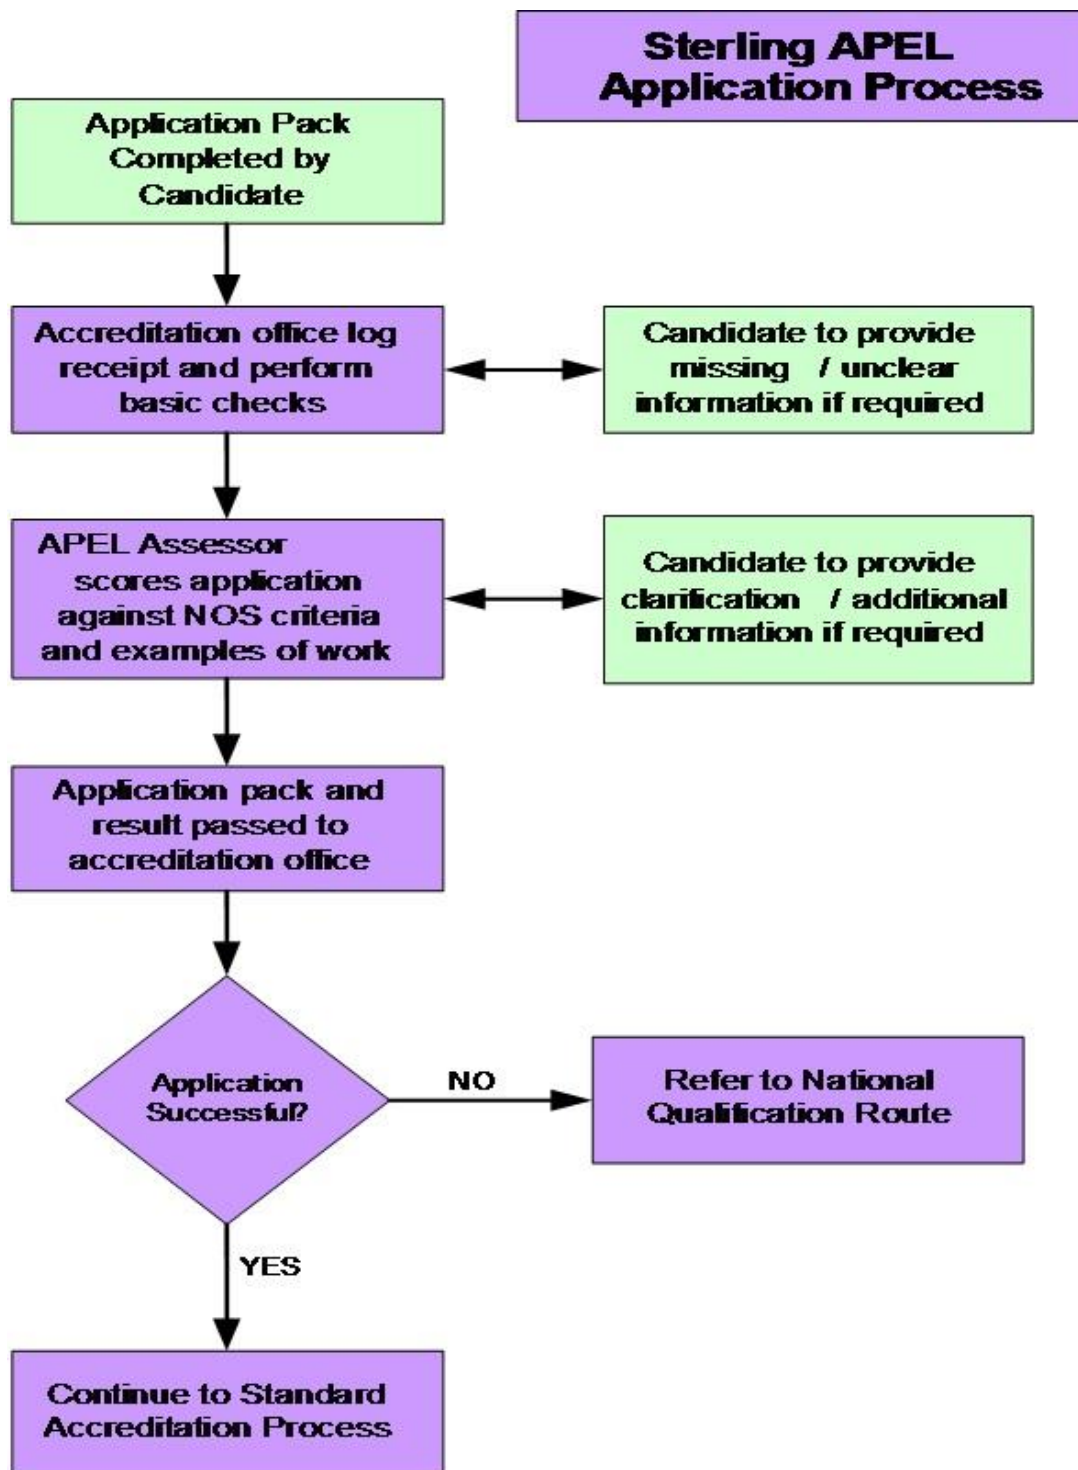 Sterling APEL
Application Process
Application Pack
Completed by
Candidate
Accreditation office log
receipt and perform
basic checks
Candidate to provide
missing / unclear
information if required
APEL Assessor
scores application
against NOS criteria
and examples of work
Candidate to provide
clarification / additional
information if required
Application pack and
result passed to
accreditation office
Application
Successful?
NO
Refer to National
Qualification Route
YES
Continue to Standard
Accreditation Process